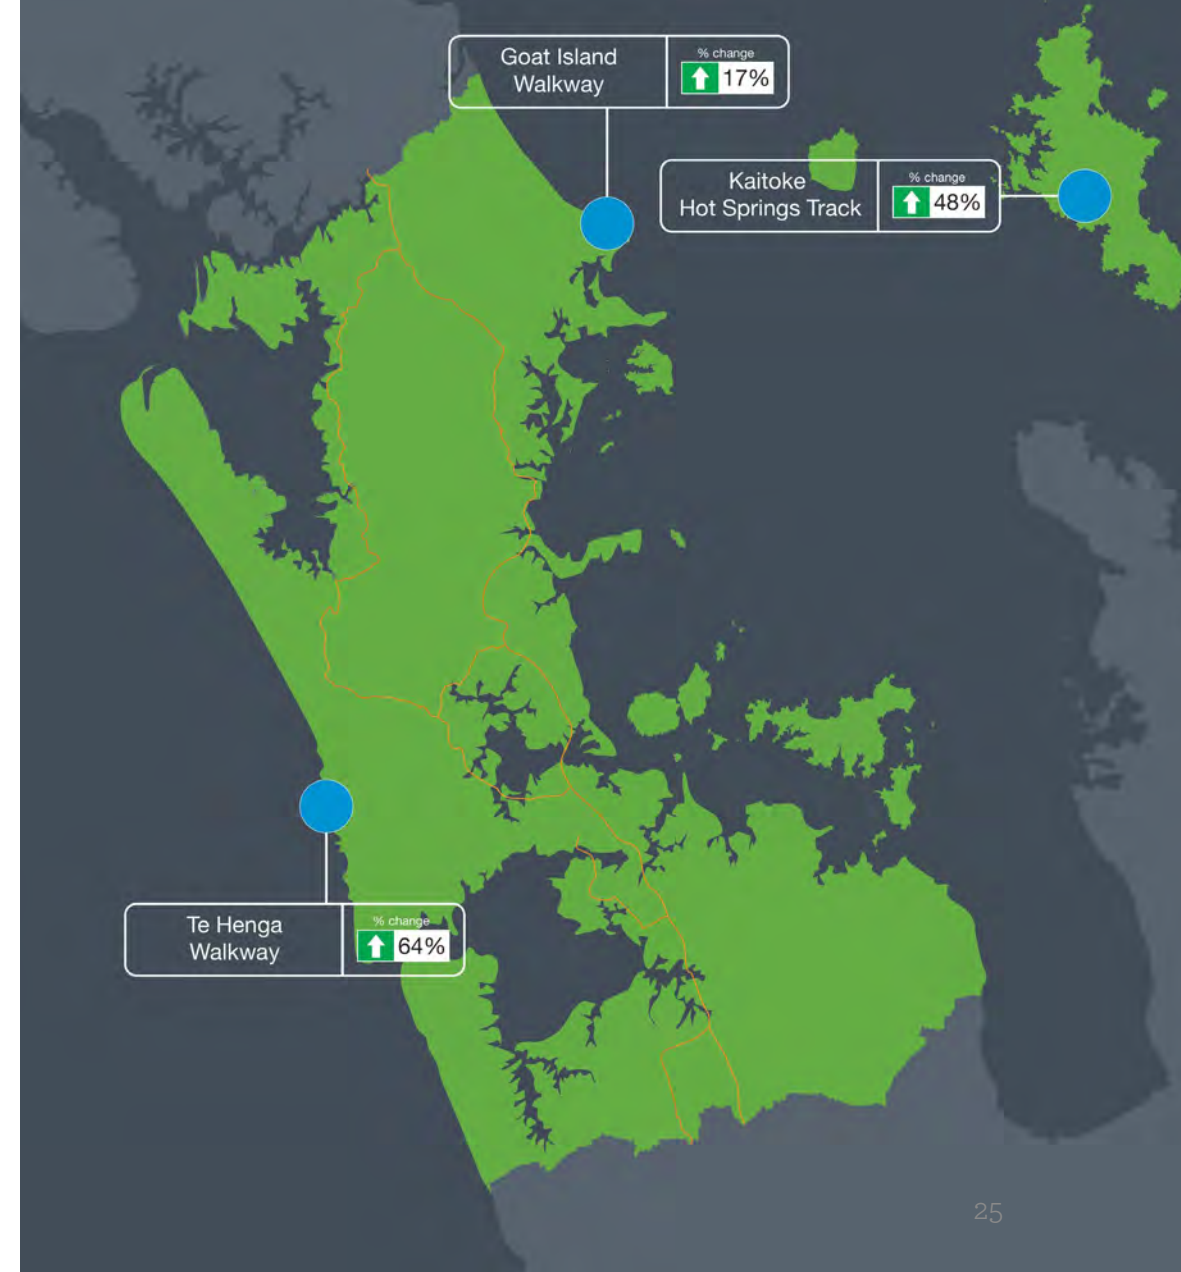 Goat Island
Walkway
% change
17%
Kaitoke
Hot Springs Track
% change
48%
Te Henga
Walkway
% change
64%
25